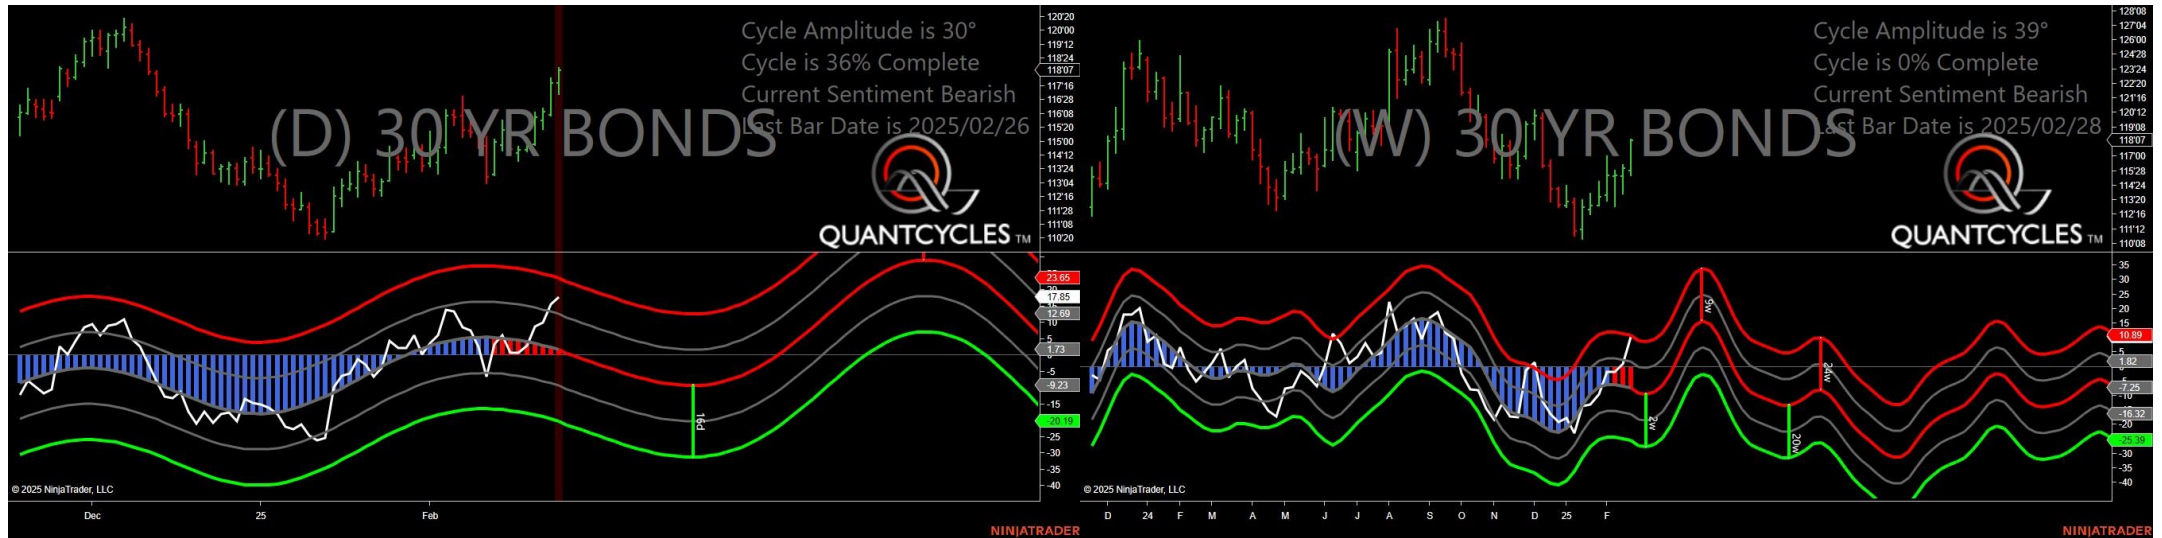 Cycle Amplitude is 30°
Cycle is 36% Complete
Current Sentiment Bearish
Last Bar Date is 2025/02/26
(D) 30 YR BONDS
QUANTCYCLES TM
120'20
120'00
119'12
118'24
118'07
117'16
116'28
116'08
115'20
115'00
114'12
113'24
113'04
112'16
111'28
111'08
110'20
23.65
17.85
12.69
10
1.73
-5
-9.23
-15
-20.19
-25
-30
-35
-40
16d
© 2025 NinjaTrader, LLC
Dec
25
Feb
NINJATRADER
Cycle Amplitude is 39°
Cycle is 0% Complete
Current Sentiment Bearish
Last Bar Date is 2025/02/28
(W) 30 YR BONDS
QUANTCYCLES TM
128'08
127'04
126'00
124'28
123'24
122'20
121'16
120'12
119'08
118'07
117'00
115'28
114'24
113'20
112'16
111'12
110'08
35
30
25
20
15
10.89
5
1.82
-7.25
-10
-16.32
-20
-25.39
-30
-35
-40
9w
24w
2w
20w
© 2025 NinjaTrader, LLC
D 24 F M A M J J A S O N D 25 F
NINJATRADER